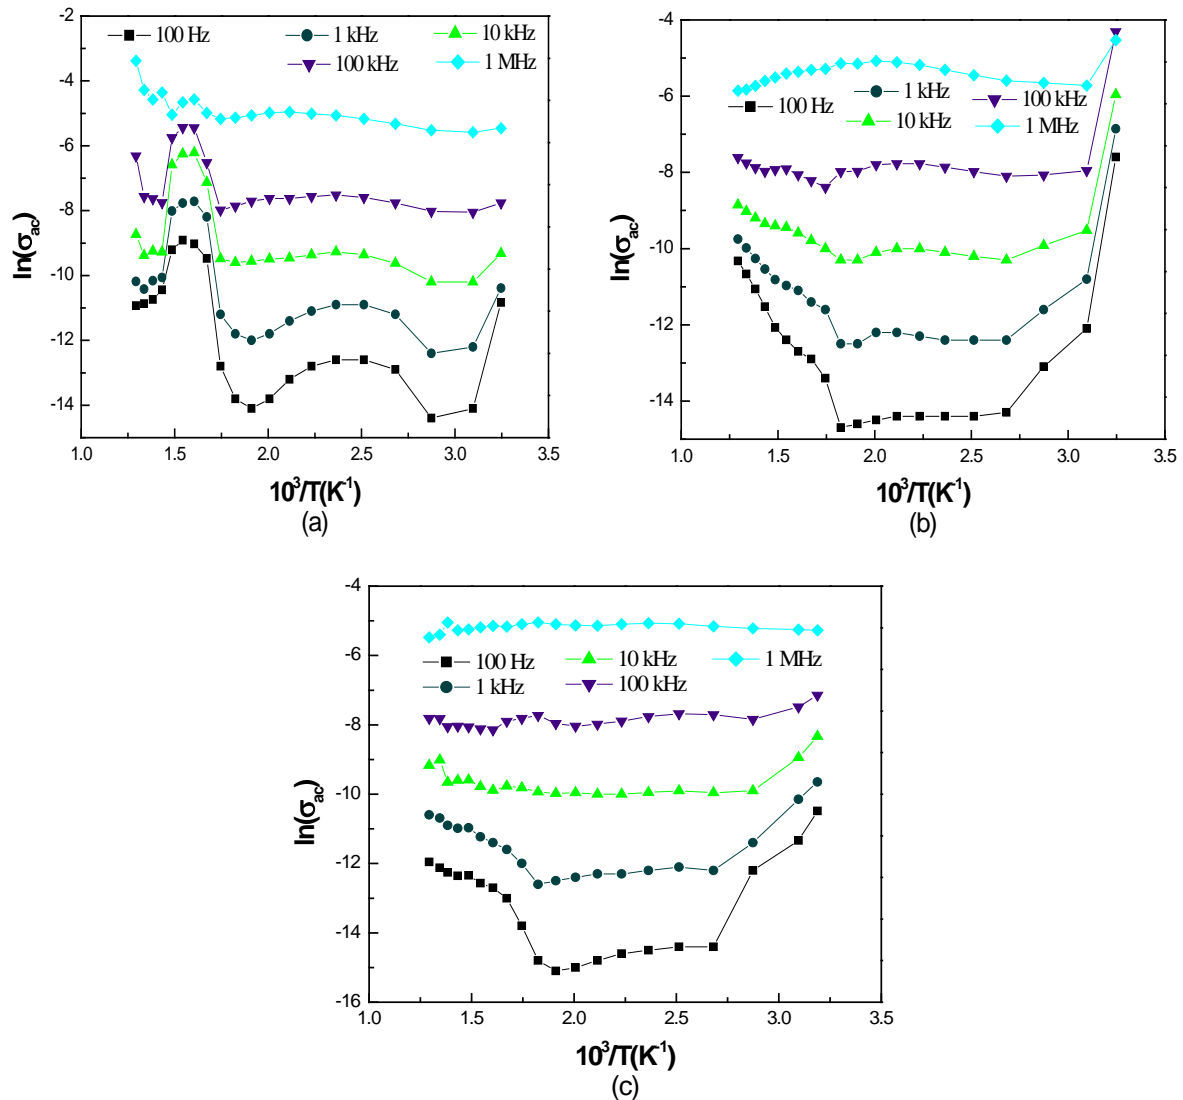 -2
-4
-6
-8
-10
-12
-14
ln(σac)
100 Hz 1 kHz 10 kHz
100 kHz 1 MHz
1.0 1.5 2.0 2.5 3.0 3.5
10³/T(K⁻¹)
(a)
-4
-6
-8
-10
-12
-14
ln(σac)
1 kHz 100 kHz
100 Hz 10 kHz 1 MHz
1.0 1.5 2.0 2.5 3.0 3.5
10³/T(K⁻¹)
(b)
-4
-6
-8
-10
-12
-14
-16
ln(σac)
100 Hz 10 kHz 1 MHz
1 kHz 100 kHz
1.0 1.5 2.0 2.5 3.0 3.5
10³/T(K⁻¹)
(c)